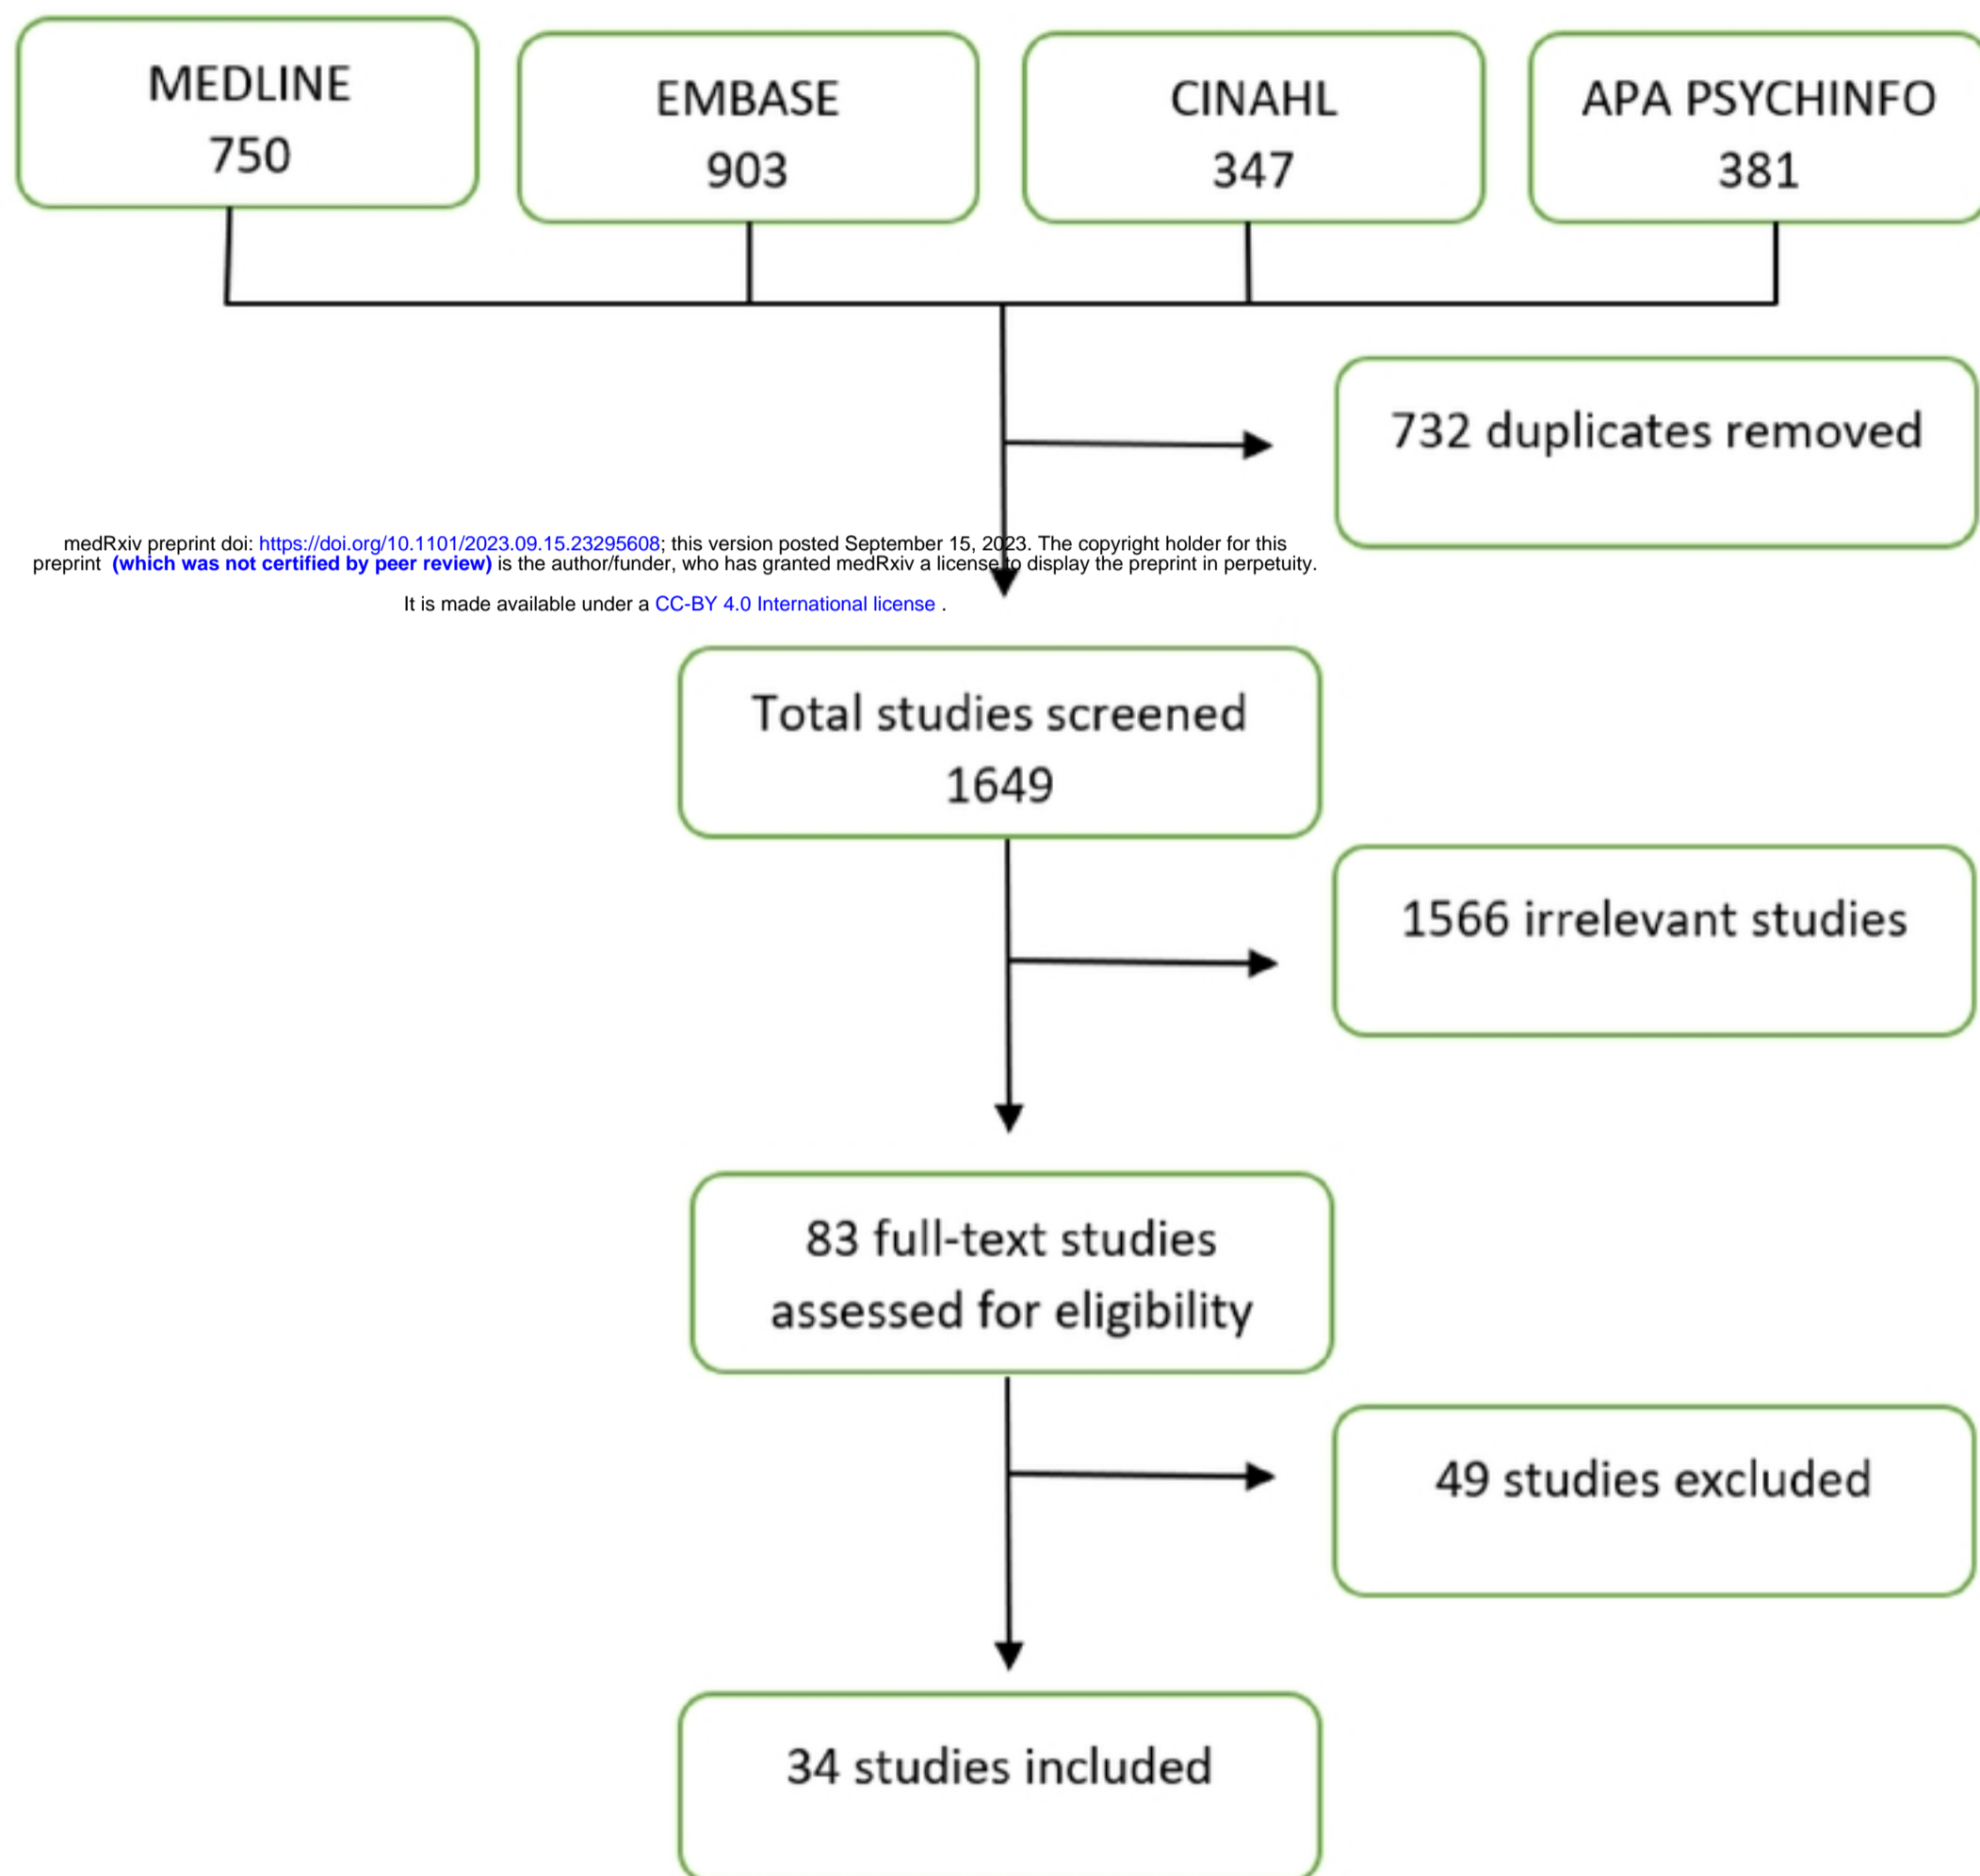 MEDLINE
750
EMBASE
903
CINAHL
347
APA PSYCHINFO
381
732 duplicates removed
medRxiv preprint doi: https://doi.org/10.1101/2023.09.15.23295608; this version posted September 15, 2023. The copyright holder for this
preprint (which was not certified by peer review) is the author/funder, who has granted medRxiv a license to display the preprint in perpetuity.
It is made available under a CC-BY 4.0 International license .
Total studies screened
1649
1566 irrelevant studies
83 full-text studies
assessed for eligibility
49 studies excluded
34 studies included